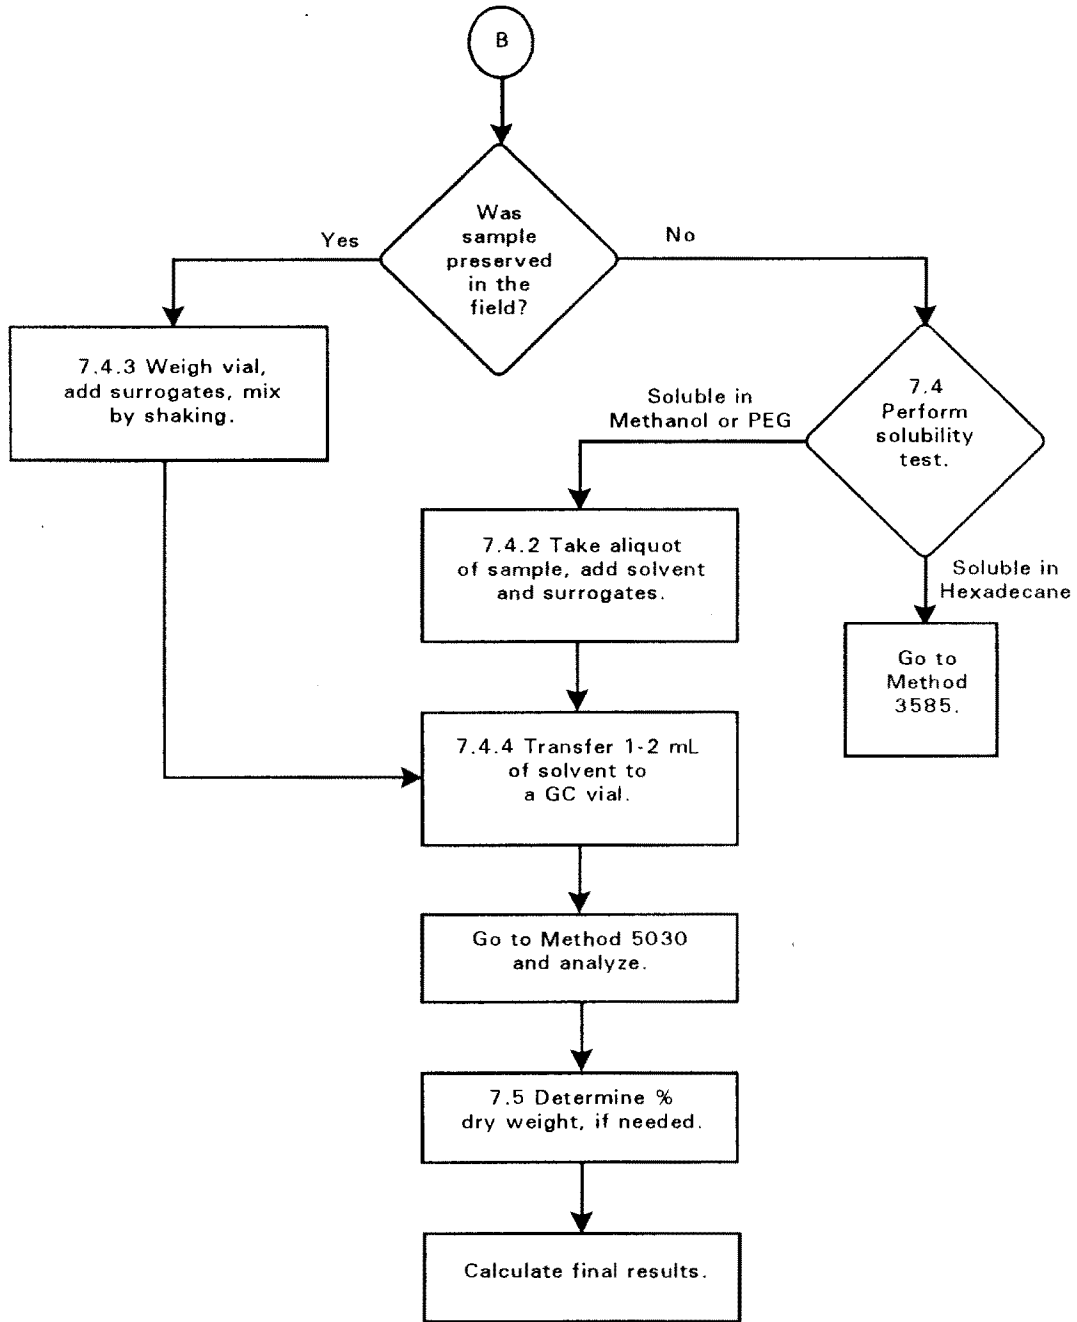 B
Was
sample
preserved
in the
field?
Yes
No
7.4.3 Weigh vial,
add surrogates, mix
by shaking.
7.4
Perform
solubility
test.
Soluble in
Methanol or PEG
7.4.2 Take aliquot
of sample, add solvent
and surrogates.
Soluble in
Hexadecane
Go to
Method
3585.
7.4.4 Transfer 1-2 mL
of solvent to
a GC vial.
Go to Method 5030
and analyze.
7.5 Determine %
dry weight, if needed.
Calculate final results.